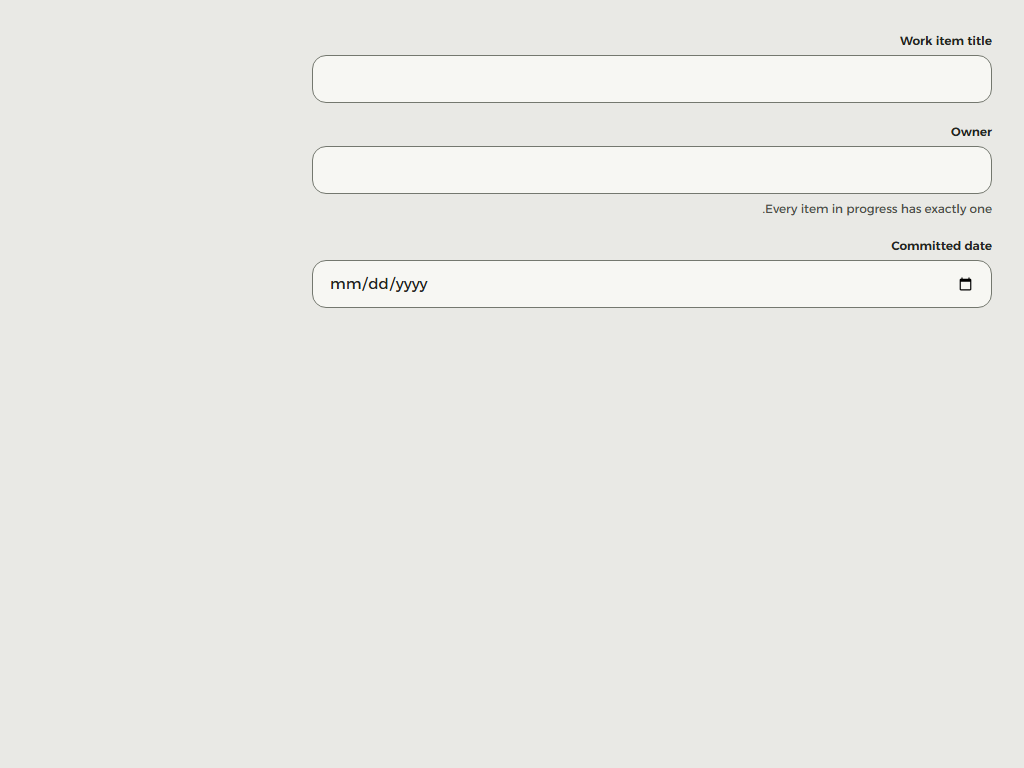 Work item title
Owner
.Every item in progress has exactly one
Committed date
mm/dd/yyyy